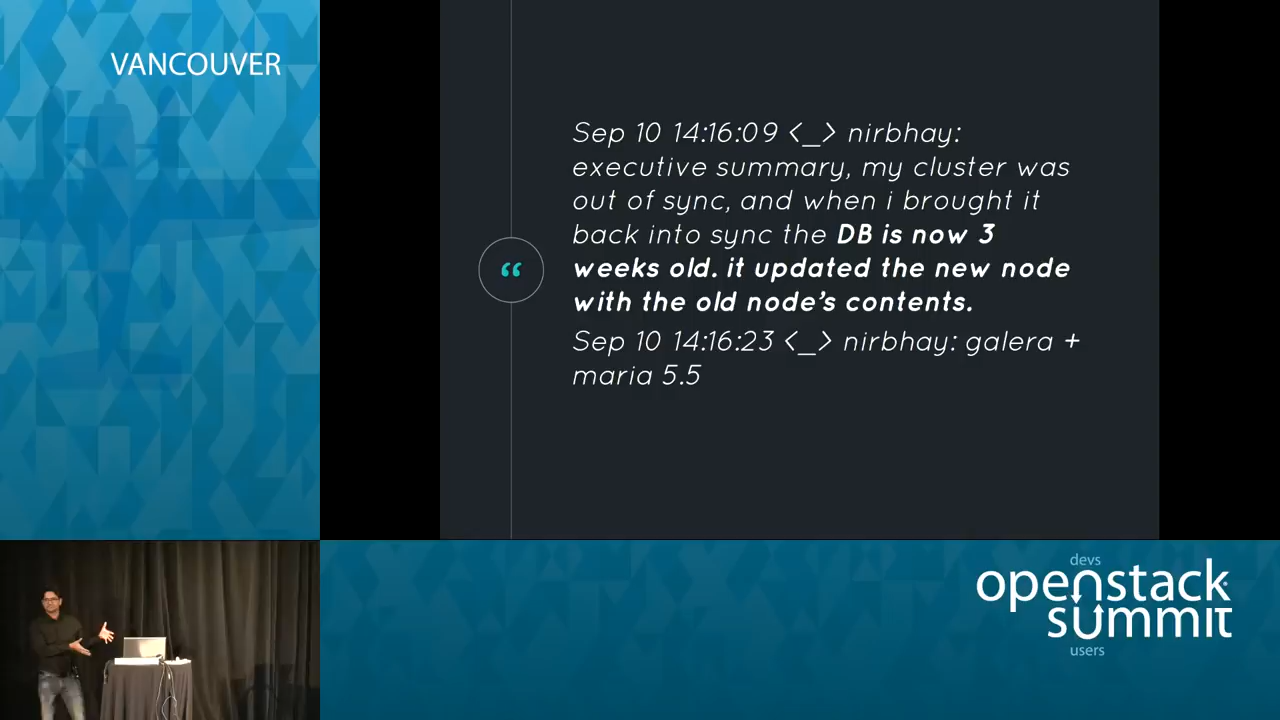 VANCOUVER
Sep 10 14:16:09 <_> nirbhay:
executive summary, my cluster was
out of sync, and when i brought it
back into sync the DB is now 3
weeks old. it updated the new node
with the old node’s contents.
Sep 10 14:16:23 <_> nirbhay: galera +
maria 5.5
“
devs
openstack
summit
users